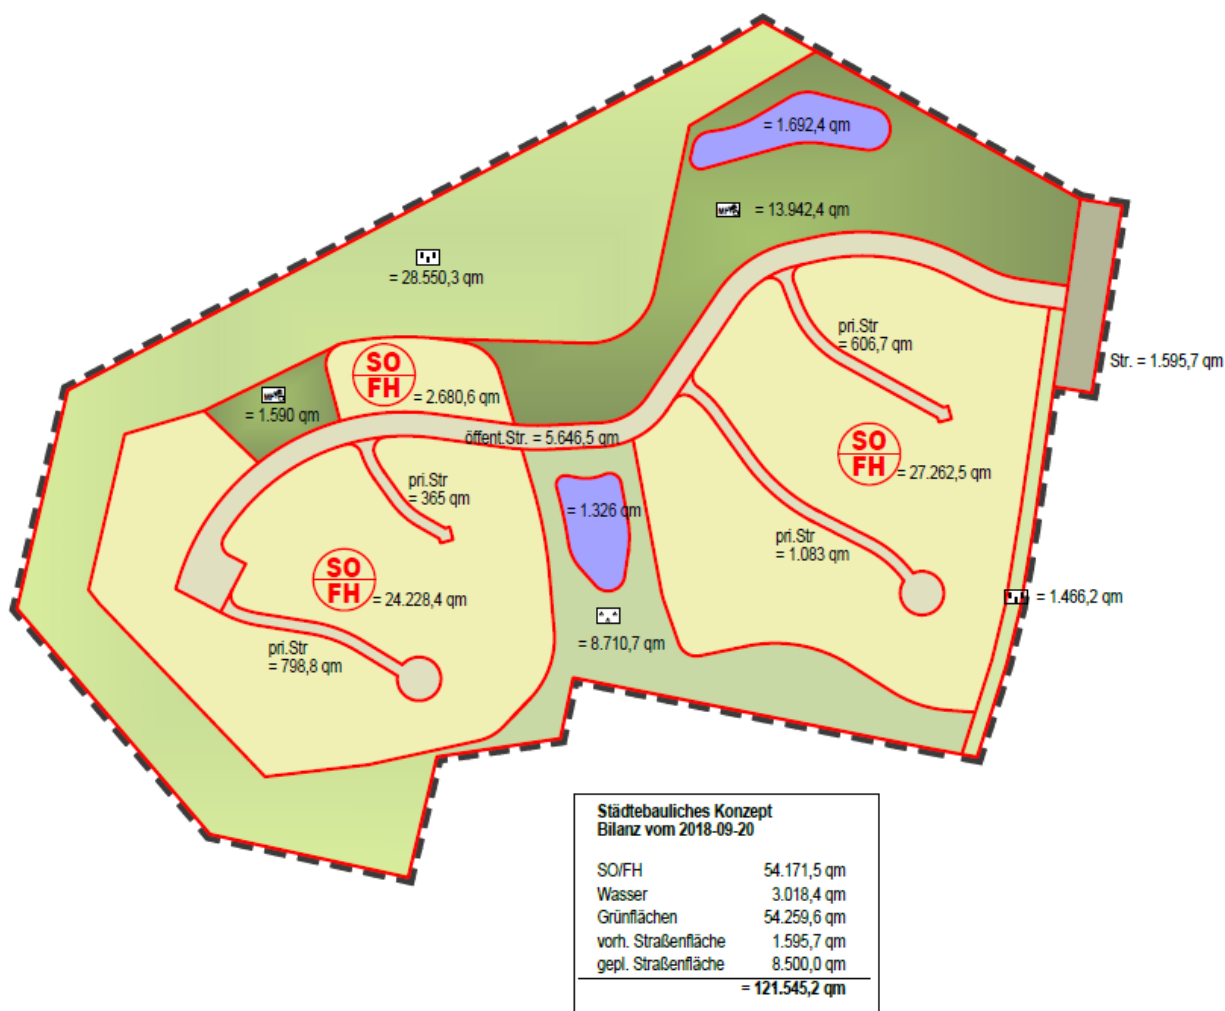 = 1.692,4 qm
= 13.942,4 qm
= 28.550,3 qm
pri.Str
= 606,7 qm
Str. = 1.595,7 qm
SO
FH
= 2.680,6 qm
= 1.590 qm
öffent.Str. = 5.646,5 qm
SO
FH
= 27.262,5 qm
pri.Str
= 365 qm
= 1.326 qm
pri.Str
= 1.083 qm
SO
FH
= 24.228,4 qm
= 1.466,2 qm
= 8.710,7 qm
pri.Str
= 798,8 qm
Städtebauliches Konzept
Bilanz vom 2018-09-20
SO/FH 54.171,5 qm
Wasser 3.018,4 qm
Grünflächen 54.259,6 qm
vorh. Straßenfläche 1.595,7 qm
gepl. Straßenfläche 8.500,0 qm
= 121.545,2 qm